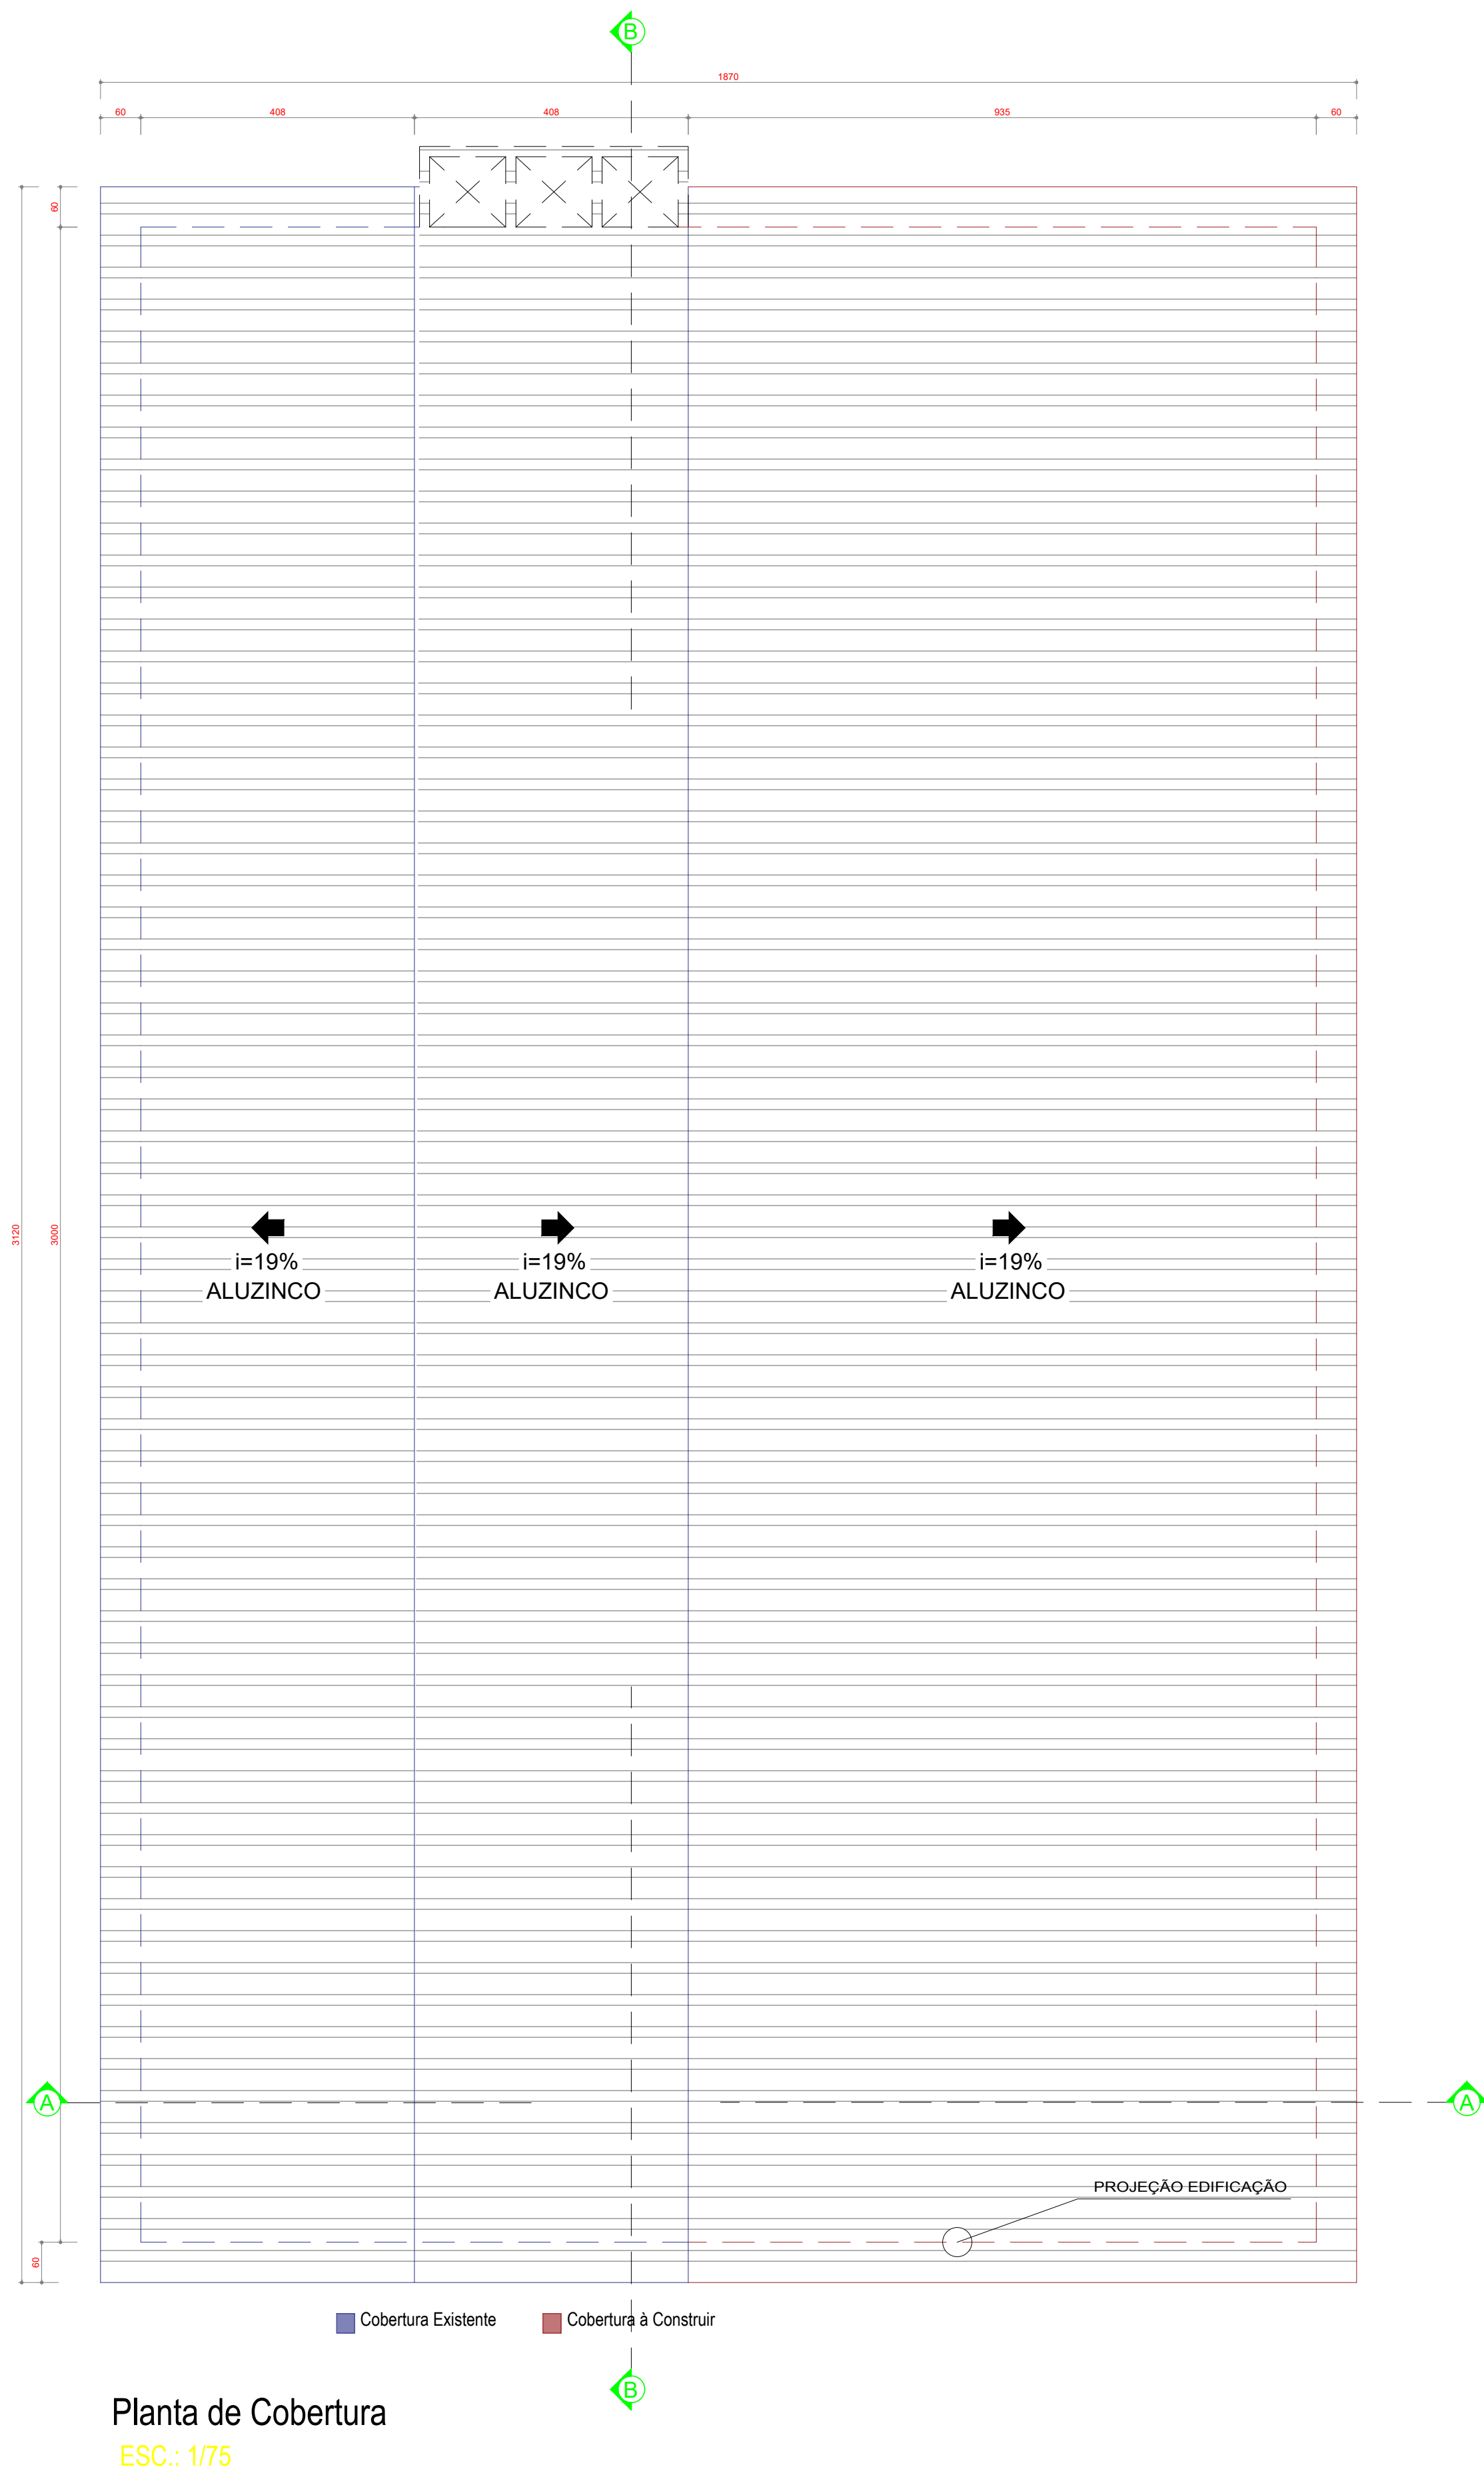 B
1870
60 408 408 935 60
60
3120
3000
i=19%
ALUZINCO
i=19%
ALUZINCO
i=19%
ALUZINCO
A
A
PROJEÇÃO EDIFICAÇÃO
60
Cobertura Existente
Cobertura à Construir
B
Planta de Cobertura
ESC.: 1/75